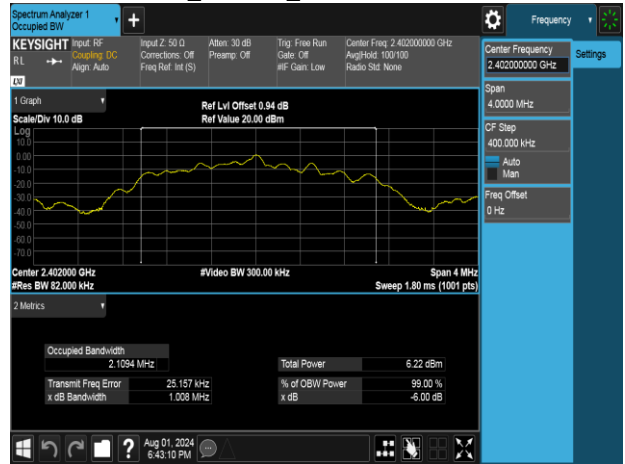 Spectrum Analyzer 1
Occupied BW
+
Frequency
KEYSIGHT
RL
LXI
Input: RF
Coupling: DC
Align: Auto
Input Z: 50 Ω
Corrections: Off
Freq Ref: Int (S)
Atten: 30 dB
Preamp: Off
Trig: Free Run
Gate: Off
#IF Gain: Low
Center Freq: 2.402000000 GHz
Avg|Hold: 100/100
Radio Std: None
Center Frequency
2.402000000 GHz
Settings
Span
4.0000 MHz
CF Step
400.000 kHz
Auto
Man
Freq Offset
0 Hz
1 Graph
Scale/Div 10.0 dB
Ref Lvl Offset 0.94 dB
Ref Value 20.00 dBm
Log
10.0
0.00
-10.0
-20.0
-30.0
-40.0
-50.0
-60.0
-70.0
Center 2.402000 GHz
#Res BW 82.000 kHz
#Video BW 300.00 kHz
Span 4 MHz
Sweep 1.80 ms (1001 pts)
2 Metrics
Occupied Bandwidth
2.1094 MHz
Total Power 6.22 dBm
Transmit Freq Error 25.157 kHz
% of OBW Power 99.00 %
x dB Bandwidth 1.008 MHz
x dB -6.00 dB
?
Aug 01, 2024
6:43:10 PM